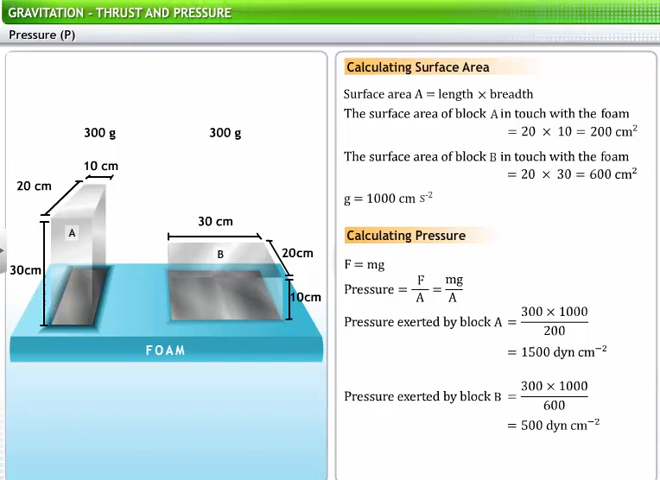 GRAVITATION - THRUST AND PRESSURE
Pressure (P)
300 g
300 g
10 cm
20 cm
A
30cm
30 cm
B
20cm
10cm
FOAM
Calculating Surface Area
Surface area A = length × breadth
The surface area of block A in touch with the foam
= 20 × 10 = 200 cm²
The surface area of block B in touch with the foam
= 20 × 30 = 600 cm²
g = 1000 cm s⁻²
Calculating Pressure
F = mg
Pressure = F/A = mg/A
Pressure exerted by block A = 300 × 1000 / 200
= 1500 dyn cm⁻²
Pressure exerted by block B = 300 × 1000 / 600
= 500 dyn cm⁻²